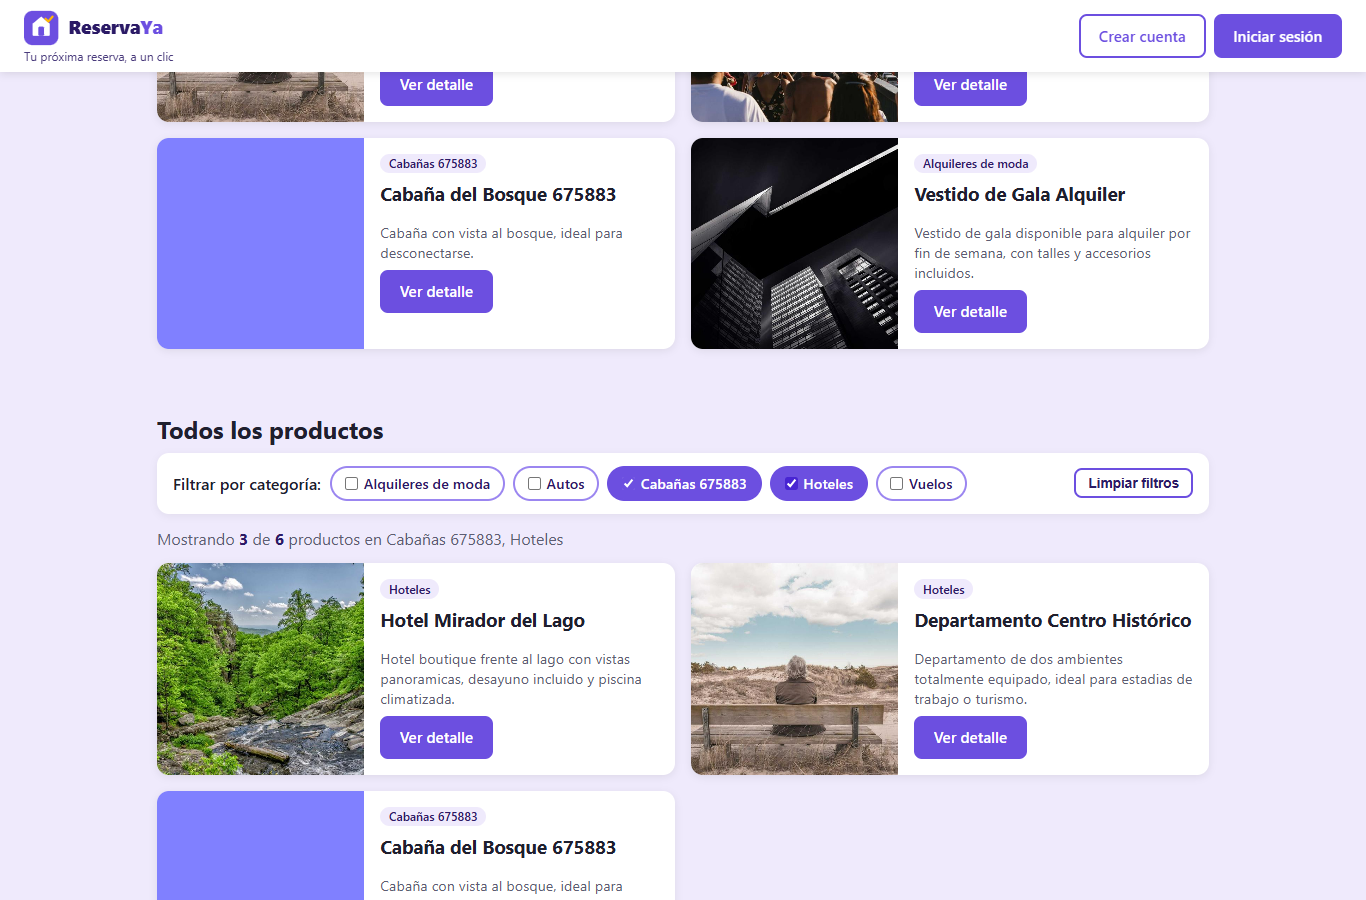 ReservaYa
Tu próxima reserva, a un clic
Crear cuenta
Iniciar sesión
Ver detalle
Ver detalle
Cabañas 675883
Cabaña del Bosque 675883
Cabaña con vista al bosque, ideal para
desconectarse.
Ver detalle
Alquileres de moda
Vestido de Gala Alquiler
Vestido de gala disponible para alquiler por
fin de semana, con talles y accesorios
incluidos.
Ver detalle
Todos los productos
Filtrar por categoría: Alquileres de moda Autos Cabañas 675883 Hoteles Vuelos Limpiar filtros
Mostrando 3 de 6 productos en Cabañas 675883, Hoteles
Hoteles
Hotel Mirador del Lago
Hotel boutique frente al lago con vistas
panoramicas, desayuno incluido y piscina
climatizada.
Ver detalle
Hoteles
Departamento Centro Histórico
Departamento de dos ambientes
totalmente equipado, ideal para estadias de
trabajo o turismo.
Ver detalle
Cabañas 675883
Cabaña del Bosque 675883
Cabaña con vista al bosque, ideal para